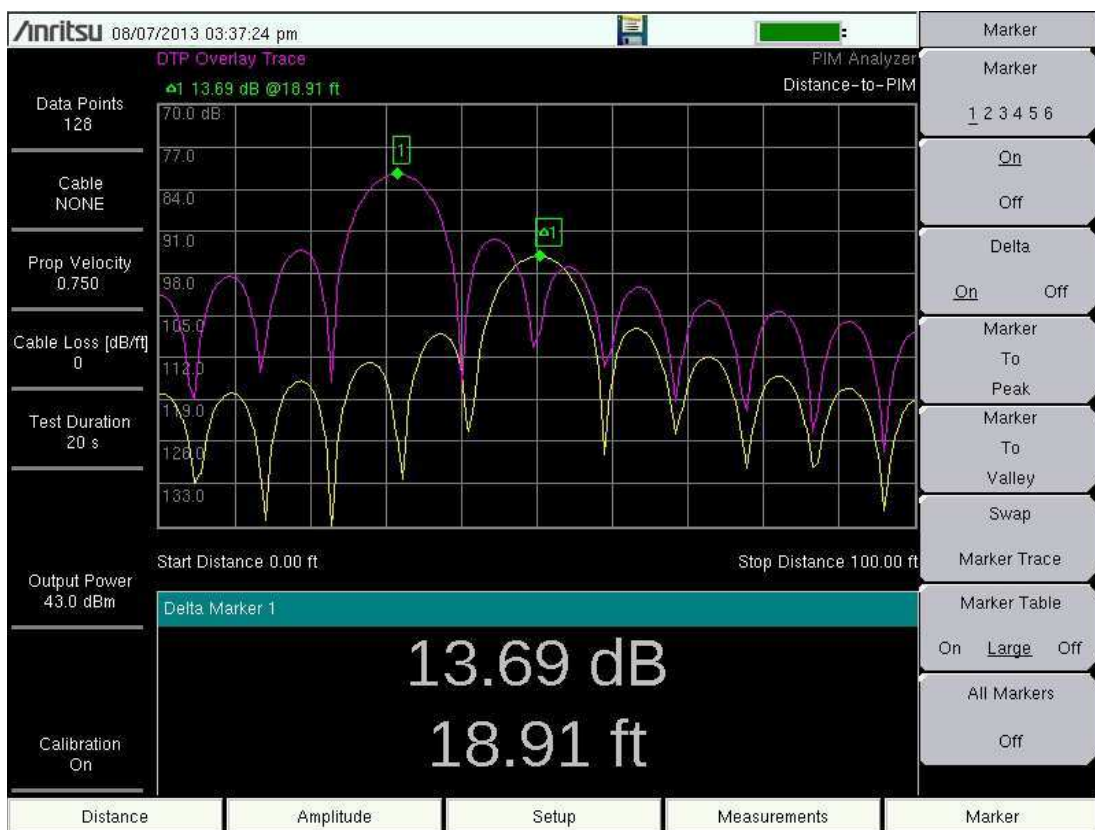 Anritsu 08/07/2013 03:37:24 pm
DTP Overlay Trace
PIM Analyzer
Δ1 13.69 dB @18.91 ft
Distance-to-PIM
Data Points
128
Cable
NONE
Prop Velocity
0.750
Cable Loss [dB/ft]
0
Test Duration
20 s
Output Power
43.0 dBm
Calibration
On
70.0 dB
77.0
84.0
91.0
98.0
105.0
112.0
119.0
126.0
133.0
1
Δ1
Start Distance 0.00 ft
Stop Distance 100.00 ft
Delta Marker 1
13.69 dB
18.91 ft
Marker
Marker
1 2 3 4 5 6
On
Off
Delta
On Off
Marker
To
Peak
Marker
To
Valley
Swap
Marker Trace
Marker Table
On Large Off
All Markers
Off
Distance
Amplitude
Setup
Measurements
Marker